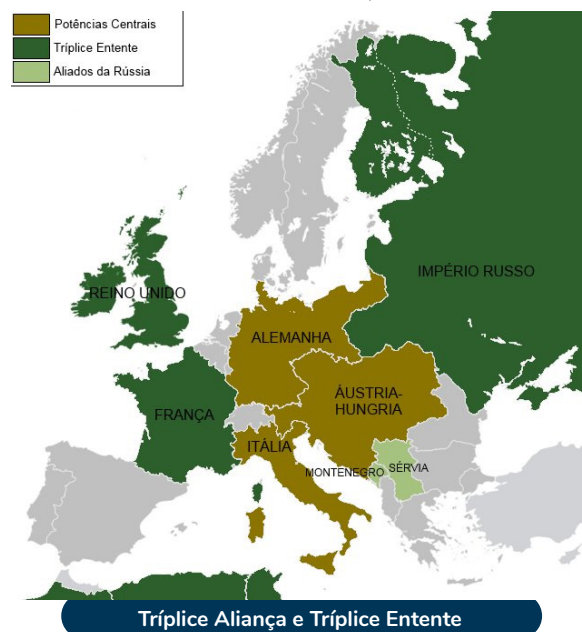 Potências Centrais
Tríplice Entente
Aliados da Rússia
IMPÉRIO RUSSO
REINO UNIDO
ALEMANHA
ÁUSTRIA-
HUNGRIA
FRANÇA
ITÁLIA
MONTENEGRO
SÉRVIA
Tríplice Aliança e Tríplice Entente